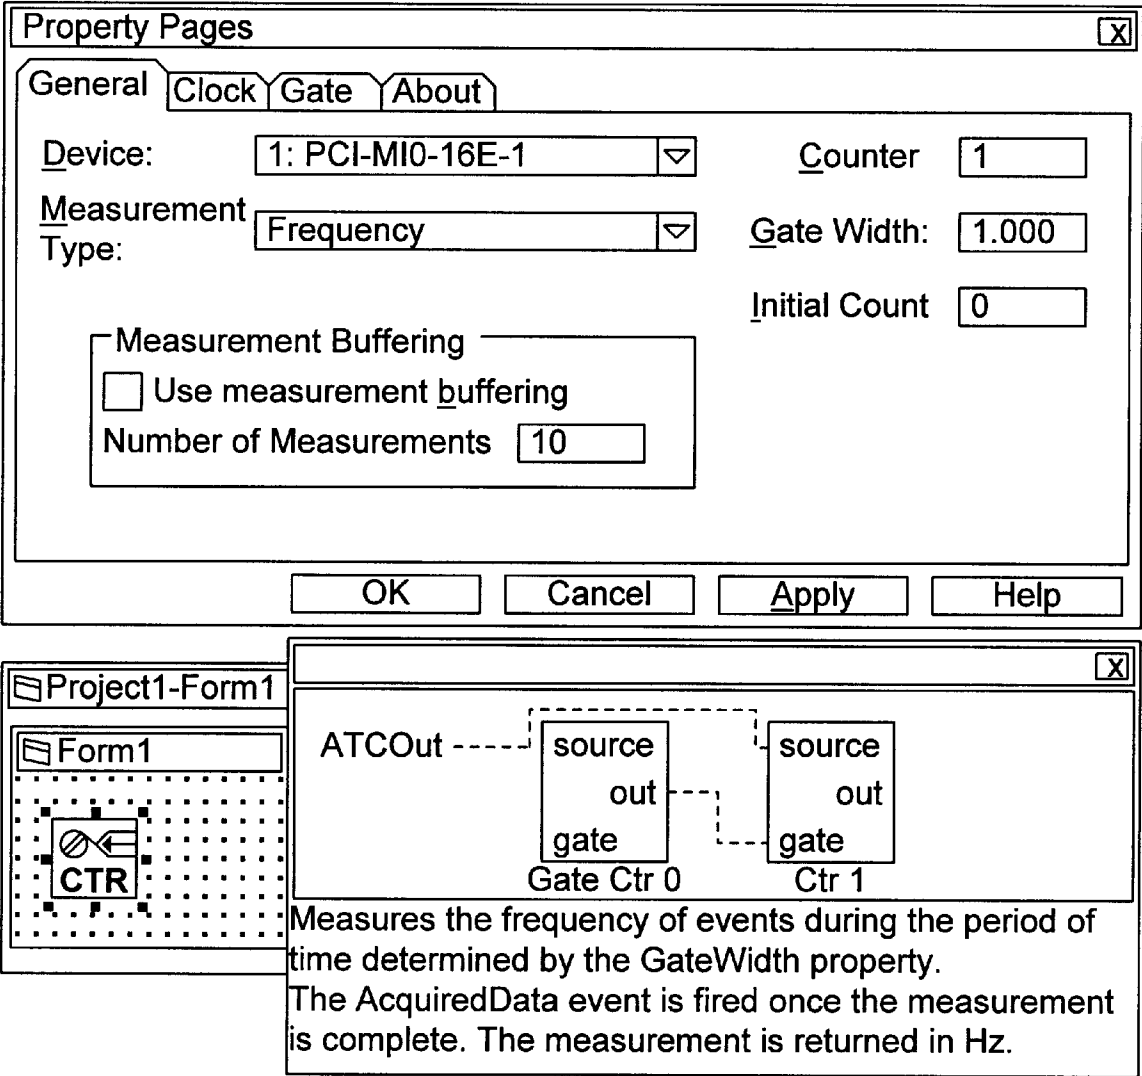 Property Pages
X
General Clock Gate About
Device: 1: PCI-MI0-16E-1 Counter 1
Measurement Type: Frequency Gate Width: 1.000
Initial Count 0
Measurement Buffering
Use measurement buffering
Number of Measurements 10
OK Cancel Apply Help
Project1-Form1
Form1
CTR
X
ATCOut source source
out out
gate gate
Gate Ctr 0 Ctr 1
Measures the frequency of events during the period of
time determined by the GateWidth property.
The AcquiredData event is fired once the measurement
is complete. The measurement is returned in Hz.